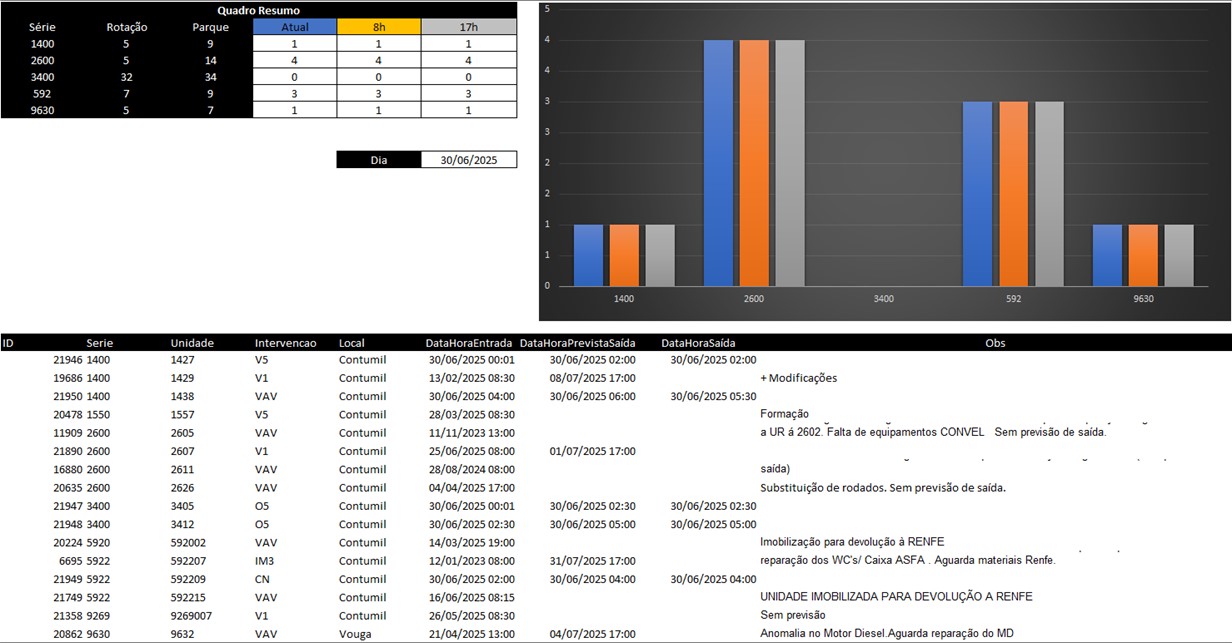 Quadro Resumo
Série Rotação Parque Atual 8h 17h
1400 5 9 1 1 1
2600 5 14 4 4 4
3400 32 34 0 0 0
592 7 9 3 3 3
9630 5 7 1 1 1
Dia 30/06/2025
5
4
4
3
3
2
2
1
1
0
1400 2600 3400 592 9630
ID Serie Unidade Intervencao Local DataHoraEntrada DataHoraPrevistaSaída DataHoraSaída Obs
21946 1400 1427 V5 Contumil 30/06/2025 00:01 30/06/2025 02:00 30/06/2025 02:00
19686 1400 1429 V1 Contumil 13/02/2025 08:30 08/07/2025 17:00 + Modificações
21950 1400 1438 VAV Contumil 30/06/2025 04:00 30/06/2025 06:00 30/06/2025 05:30
20478 1550 1557 V5 Contumil 28/03/2025 08:30 Formação
11909 2600 2605 VAV Contumil 11/11/2023 13:00 a UR á 2602. Falta de equipamentos CONVEL Sem previsão de saída.
21890 2600 2607 V1 Contumil 25/06/2025 08:00 01/07/2025 17:00
16880 2600 2611 VAV Contumil 28/08/2024 08:00 saída)
20635 2600 2626 VAV Contumil 04/04/2025 17:00 Substituição de rodados. Sem previsão de saída.
21947 3400 3405 O5 Contumil 30/06/2025 00:01 30/06/2025 02:30 30/06/2025 02:30
21948 3400 3412 O5 Contumil 30/06/2025 02:30 30/06/2025 05:00 30/06/2025 05:00
20224 5920 592002 VAV Contumil 14/03/2025 19:00 Imobilização para devolução à RENFE
6695 5922 592207 IM3 Contumil 12/01/2023 08:00 31/07/2025 17:00 reparação dos WC's/ Caixa ASFA . Aguarda materiais Renfe.
21949 5922 592209 CN Contumil 30/06/2025 02:00 30/06/2025 04:00 30/06/2025 04:00
21749 5922 592215 VAV Contumil 16/06/2025 08:15 UNIDADE IMOBILIZADA PARA DEVOLUÇÃO A RENFE
21358 9269 9269007 V1 Contumil 26/05/2025 08:30 Sem previsão
20862 9630 9632 VAV Vouga 21/04/2025 13:00 04/07/2025 17:00 Anomalia no Motor Diesel.Aguarda reparação do MD